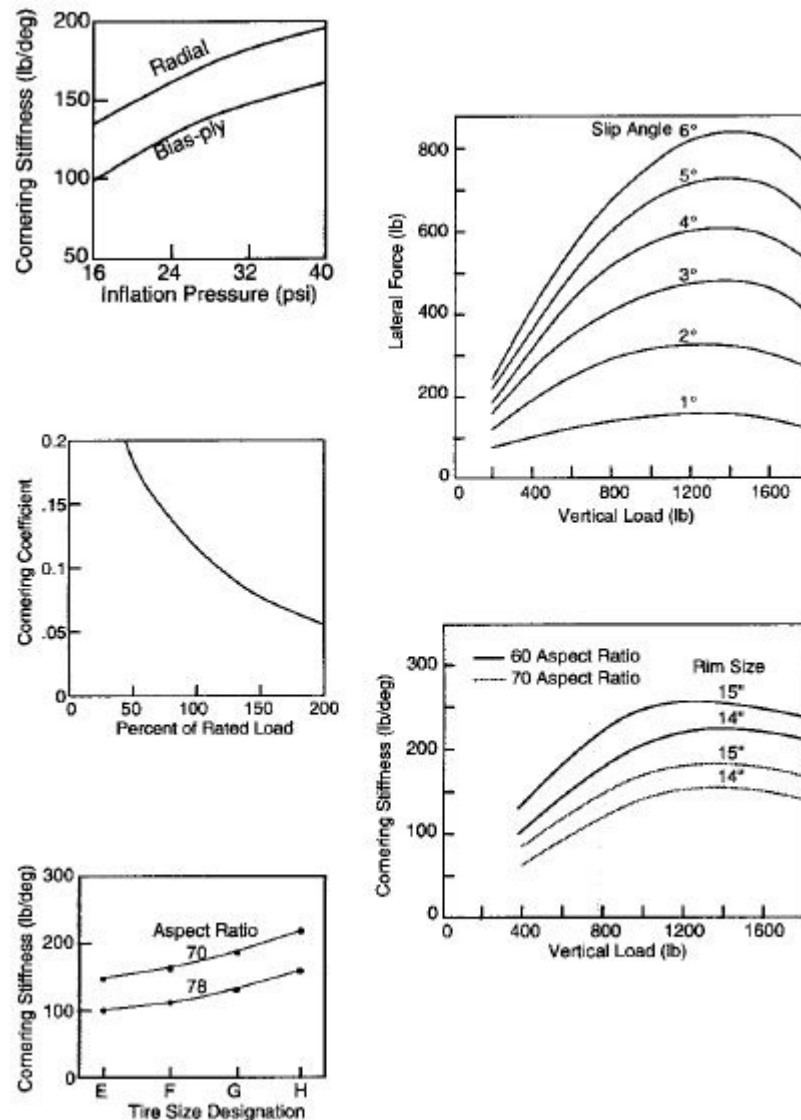 Cornering Stiffness (lb/deg)
200
150
100
50
Radial
Bias-ply
16 24 32 40
Inflation Pressure (psi)
Lateral Force (lb)
800
600
400
200
0
Slip Angle 6°
5°
4°
3°
2°
1°
0 400 800 1200 1600
Vertical Load (lb)
Cornering Coefficient
0.2
.15
0.1
.05
0
0 50 100 150 200
Percent of Rated Load
Cornering Stiffness (lb/deg)
300
200
100
0
60 Aspect Ratio
70 Aspect Ratio
Rim Size
15"
14"
15"
14"
400 800 1200 1600
Vertical Load (lb)
Cornering Stiffness (lb/deg)
300
200
100
0
Aspect Ratio
70
78
E F G H
Tire Size Designation